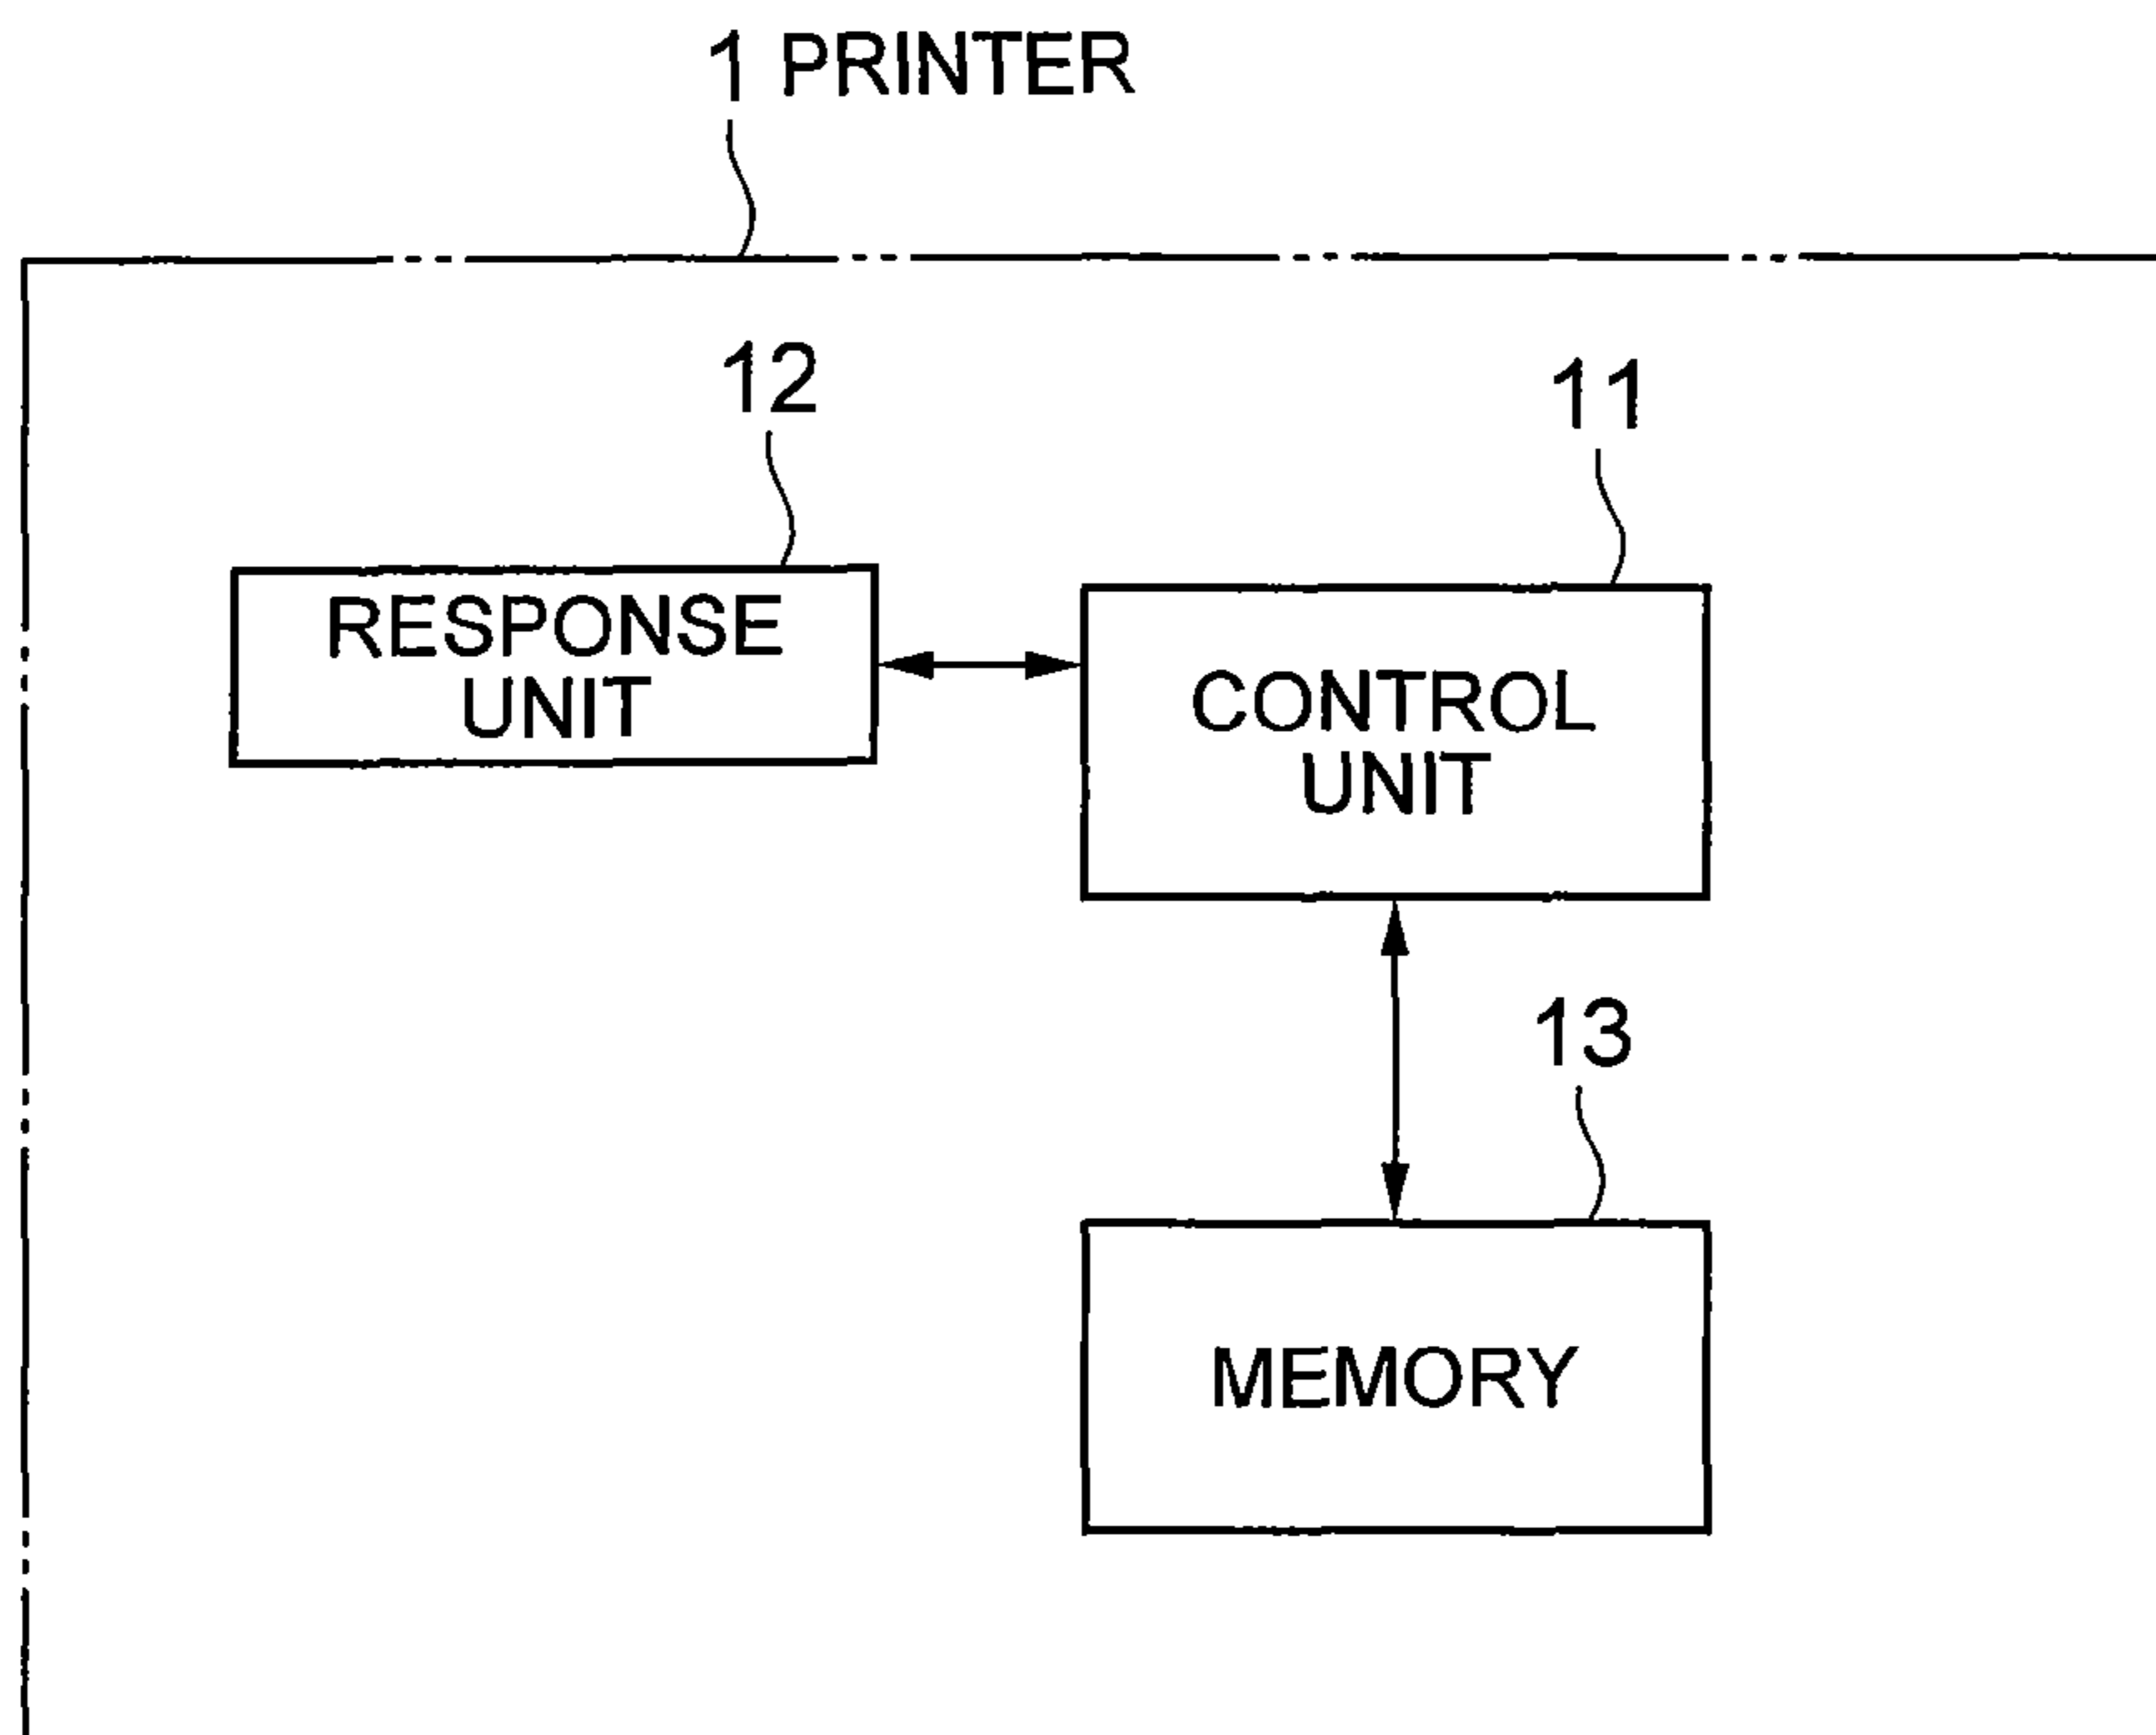 1 PRINTER
12
11
RESPONSE
UNIT
CONTROL
UNIT
13
MEMORY